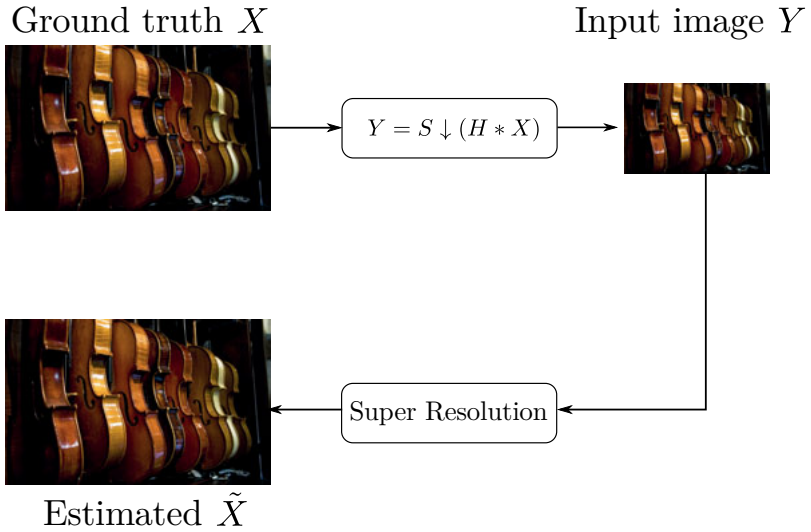 Ground truth X
Input image Y
Y = S ↓ (H * X)
Super Resolution
Estimated X̃